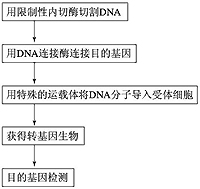 用限制性内切酶切割DNA
用DNA连接酶连接目的基因
用特殊的运载体将DNA分子导入受体细胞
获得转基因生物
目的基因检测